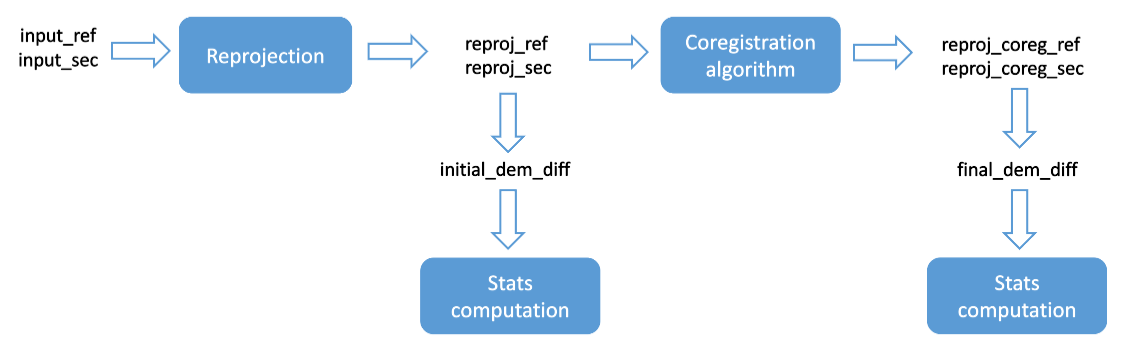 input_ref
input_sec
Reprojection
reproj_ref
reproj_sec
Coregistration
algorithm
reproj_coreg_ref
reproj_coreg_sec
initial_dem_diff
final_dem_diff
Stats
computation
Stats
computation